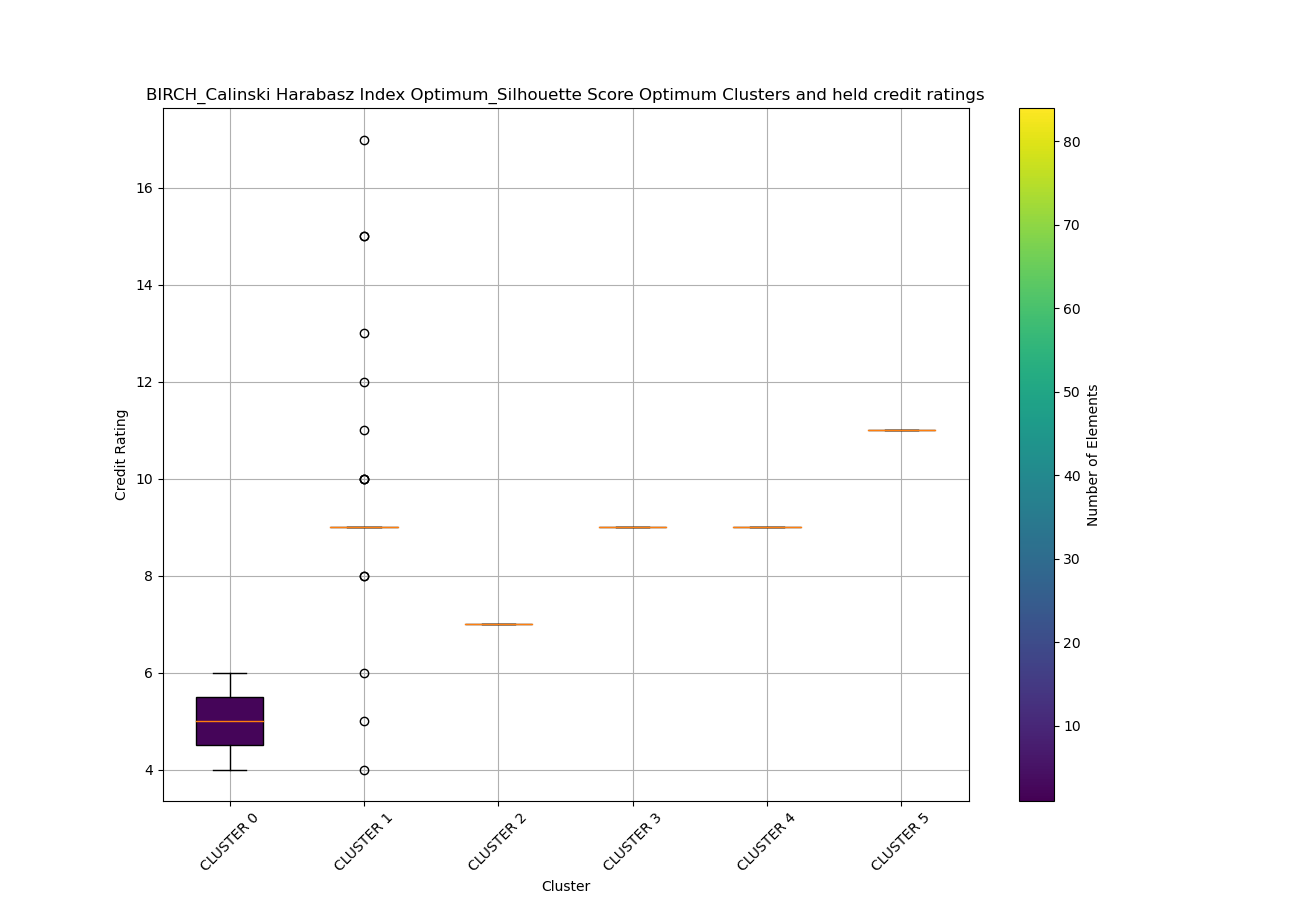 BIRCH_Calinski Harabasz Index Optimum_Silhouette Score Optimum Clusters and held credit ratings
16
14
12
10
8
6
4
Credit Rating
CLUSTER 0
CLUSTER 1
CLUSTER 2
CLUSTER 3
CLUSTER 4
CLUSTER 5
Cluster
80
70
60
50
40
30
20
10
Number of Elements